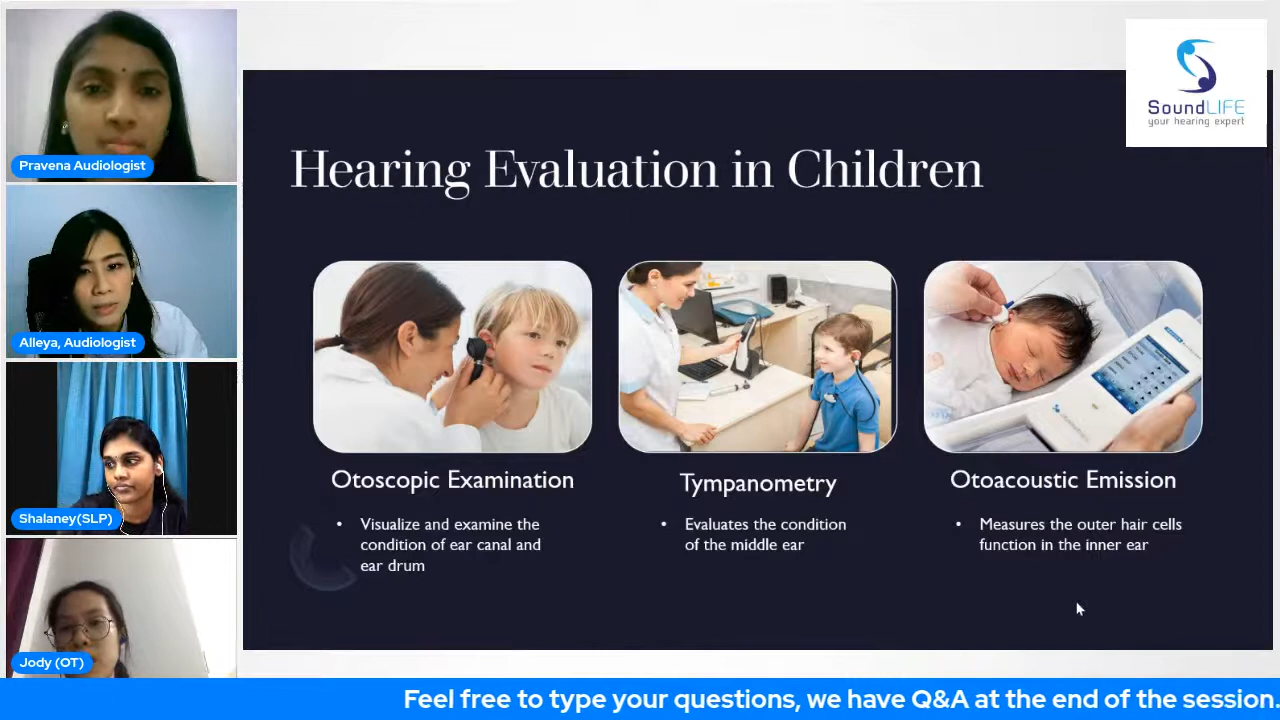 Pravena Audiologist
Alleya, Audiologist
Shalaney(SLP)
Jody (OT)
SoundLIFE
your hearing expert
Hearing Evaluation in Children
Otoscopic Examination
• Visualize and examine the
condition of ear canal and
ear drum
Tympanometry
• Evaluates the condition
of the middle ear
Otoacoustic Emission
• Measures the outer hair cells
function in the inner ear
Feel free to type your questions, we have Q&A at the end of the session.